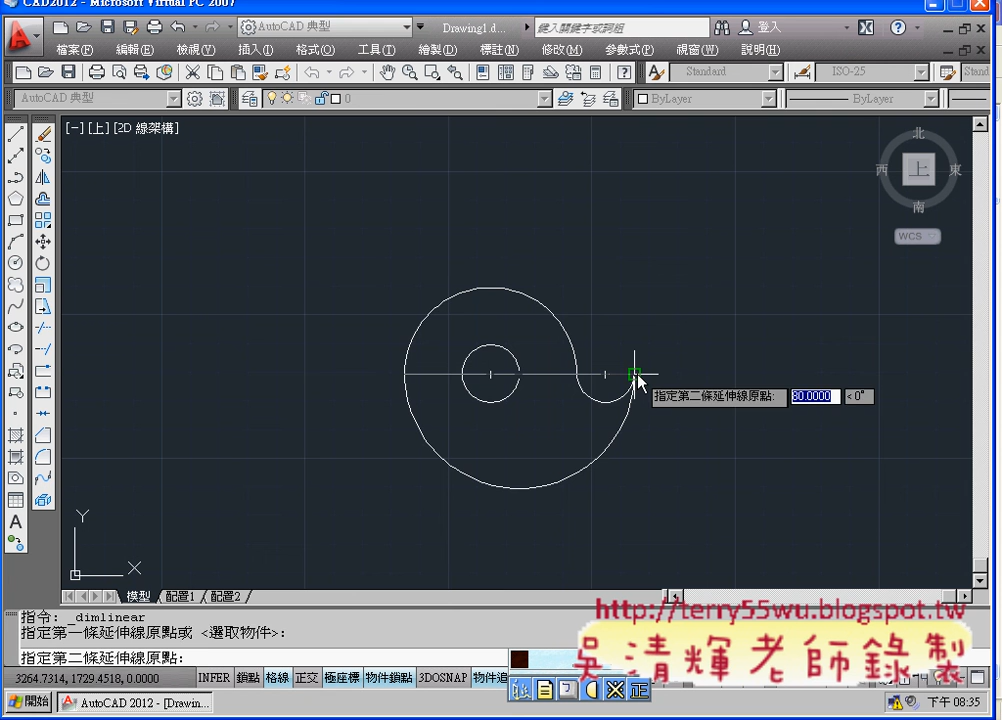 CAD2012 - Microsoft Virtual PC 2007
AutoCAD 典型
Drawing1.d...
鍵入關鍵字或詞組
登入
檔案(F) 編輯(E) 檢視(V) 插入(I) 格式(O) 工具(T) 繪製(D) 標註(N) 修改(M) 參數式(P) 視窗(W) 說明(H)
Standard
ISO-25
Stand
AutoCAD 典型
0
ByLayer
ByLayer
[−] [上] [2D 線架構]
北
西
上
東
南
WCS
指定第二條延伸線原點:
80.0000
< 0°
Y
X
模型
配置1
配置2
指令: _dimlinear
指定第一條延伸線原點或 <選取物件>:
指定第二條延伸線原點:
http://terry55wu.blogspot.tw
吳清輝老師錄製
3264.7314, 1729.4518, 0.0000
INFER 鎖點 格線 正交 極座標 物件鎖點 3DOSNAP 物件追
正
開始
AutoCAD 2012 - [Drawin...
下午 08:35